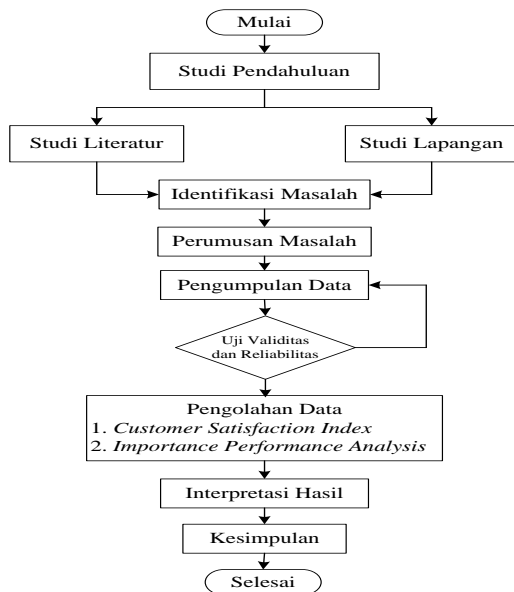 Mulai
Studi Pendahuluan
Studi Literatur
Studi Lapangan
Identifikasi Masalah
Perumusan Masalah
Pengumpulan Data
Uji Validitas
dan Reliabilitas
Pengolahan Data
1. Customer Satisfaction Index
2. Importance Performance Analysis
Interpretasi Hasil
Kesimpulan
Selesai